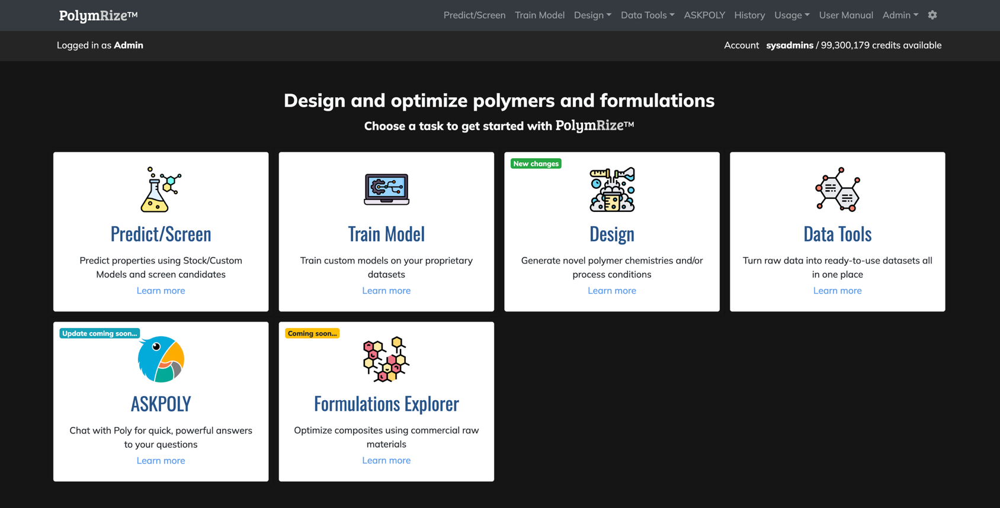 PolymRize™
Predict/Screen Train Model Design Data Tools ASKPOLY History Usage User Manual Admin
Logged in as Admin
Account sysadmins / 99,300,179 credits available
Design and optimize polymers and formulations
Choose a task to get started with PolymRize™
Predict/Screen
Predict properties using Stock/Custom
Models and screen candidates
Learn more
Train Model
Train custom models on your proprietary
datasets
Learn more
New changes
Design
Generate novel polymer chemistries and/or
process conditions
Learn more
Data Tools
Turn raw data into ready-to-use datasets all
in one place
Learn more
Update coming soon...
ASKPOLY
Chat with Poly for quick, powerful answers
to your questions
Learn more
Coming soon...
Formulations Explorer
Optimize composites using commercial raw
materials
Learn more